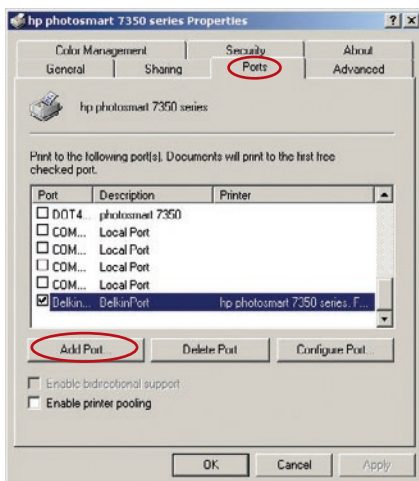 hp photosmart 7350 series Properties
Color Management Security About
General Sharing Ports Advanced
hp photosmart 7350 series
Print to the following port(s). Documents will print to the first free
checked port.
Port Description Printer
DOT4... photosmart 7350
COM... Local Port
COM... Local Port
COM... Local Port
COM... Local Port
Delkin... DelkinPort hp photosmart 7350 series. F...
Add Port... Delete Port Configure Port...
Enable bidirectional support
Enable printer pooling
OK Cancel Apply